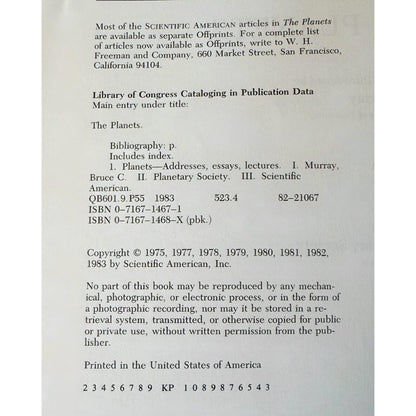 Most of the SCIENTIFIC AMERICAN articles in The Planets
are available as separate Offprints. For a complete list
of articles now available as Offprints, write to W. H.
Freeman and Company, 660 Market Street, San Francisco,
California 94104.
Library of Congress Cataloging in Publication Data
Main entry under title:
The Planets.
Bibliography: p.
Includes index.
1. Planets—Addresses, essays, lectures. I. Murray,
Bruce C. II. Planetary Society. III. Scientific
American.
QB601.9.P55 1983 523.4 82-21067
ISBN 0-7167-1467-1
ISBN 0-7167-1468-X (pbk.)
Copyright © 1975, 1977, 1978, 1979, 1980, 1981, 1982,
1983 by Scientific American, Inc.
No part of this book may be reproduced by any mechan-
ical, photographic, or electronic process, or in the form of
a photographic recording, nor may it be stored in a re-
trieval system, transmitted, or otherwise copied for public
or private use, without written permission from the pub-
lisher.
Printed in the United States of America
2 3 4 5 6 7 8 9 KP 1 0 8 9 8 7 6 5 4 3